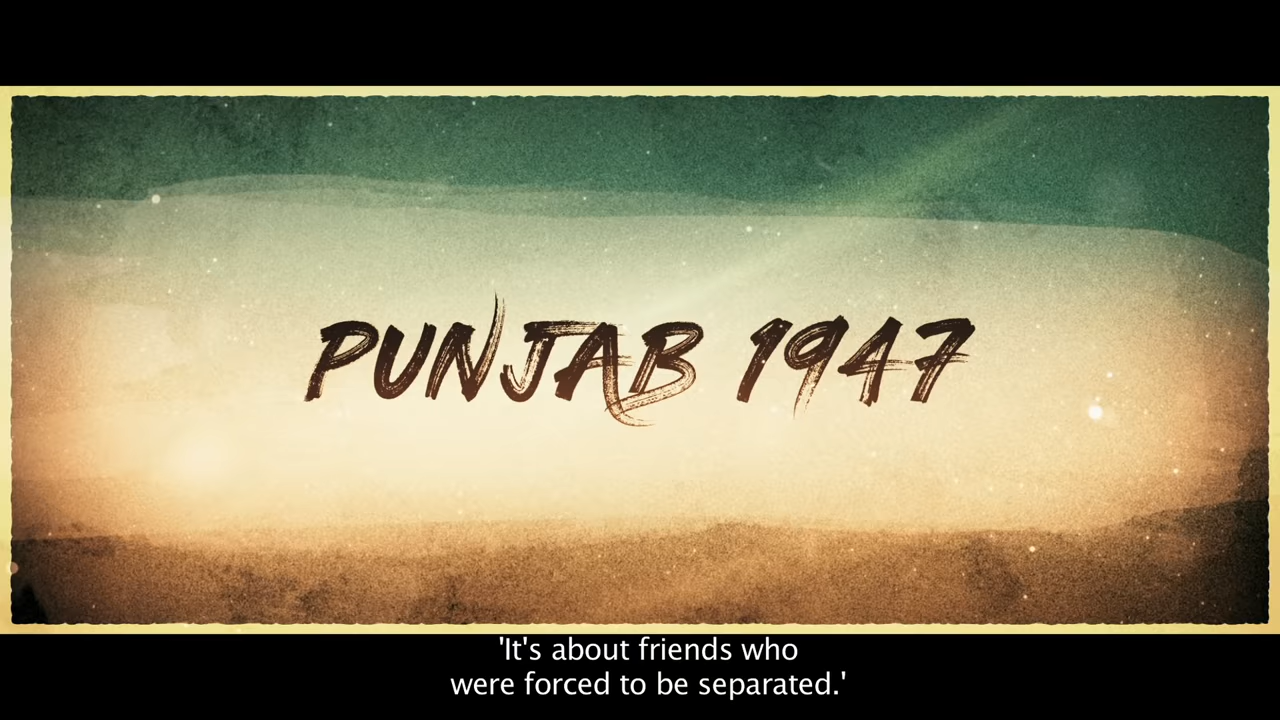 PUNJAB 1947
'It's about friends who
were forced to be separated.'